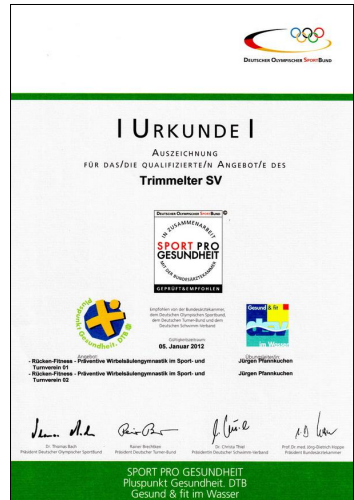 DEUTSCHER OLYMPISCHER SPORTBUND
| URKUNDE |
AUSZEICHNUNG
FÜR DAS/DIE QUALIFIZIERTE/N ANGEBOT/E DES
Trimmelter SV
DEUTSCHER OLYMPISCHER SPORTBUND ©
IN ZUSAMMENARBEIT
SPORT PRO
GESUNDHEIT
MIT DER BUNDESÄRZTEKAMMER
GEPRÜFT&EMPFOHLEN
Pluspunkt Gesundheit. DTB ®
Empfohlen von der Bundesärztekammer,
dem Deutschen Olympischen Sportbund,
dem Deutschen Turner-Bund und dem
Deutschen Schwimm-Verband
Gesund & fit
dsv
im Wasser
Gültigkeitszeitraum
05. Januar 2012
Angebot:
Übungsleiter/in:
- Rücken-Fitness - Präventive Wirbelsäulengymnastik im Sport- und Jürgen Pfannkuchen
Turnverein 01
- Rücken-Fitness - Präventive Wirbelsäulengymnastik im Sport- und Jürgen Pfannkuchen
Turnverein 02
Dr. Thomas Bach
Präsident Deutscher Olympischer Sportbund
Rainer Brechtken
Präsident Deutscher Turner-Bund
Dr. Christa Thiel
Präsidentin Deutscher Schwimm-Verband
Prof. Dr. med. Jörg-Dietrich Hoppe
Präsident Bundesärztekammer
SPORT PRO GESUNDHEIT
Pluspunkt Gesundheit. DTB
Gesund & fit im Wasser